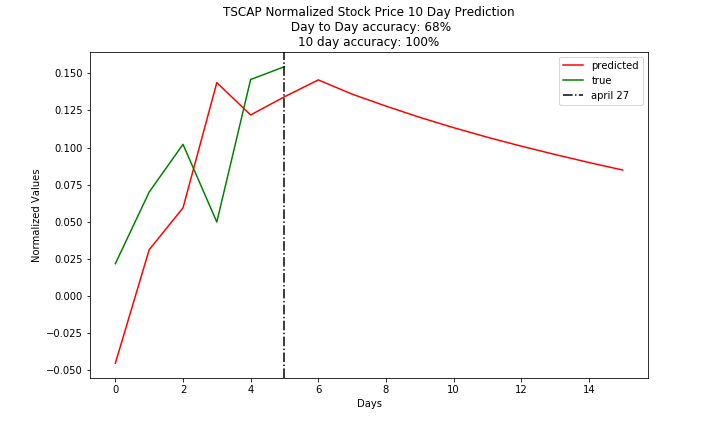 TSCAP Normalized Stock Price 10 Day Prediction
Day to Day accuracy: 68%
10 day accuracy: 100%
predicted
true
april 27
Normalized Values
0.150
0.125
0.100
0.075
0.050
0.025
0.000
−0.025
−0.050
0 2 4 6 8 10 12 14
Days